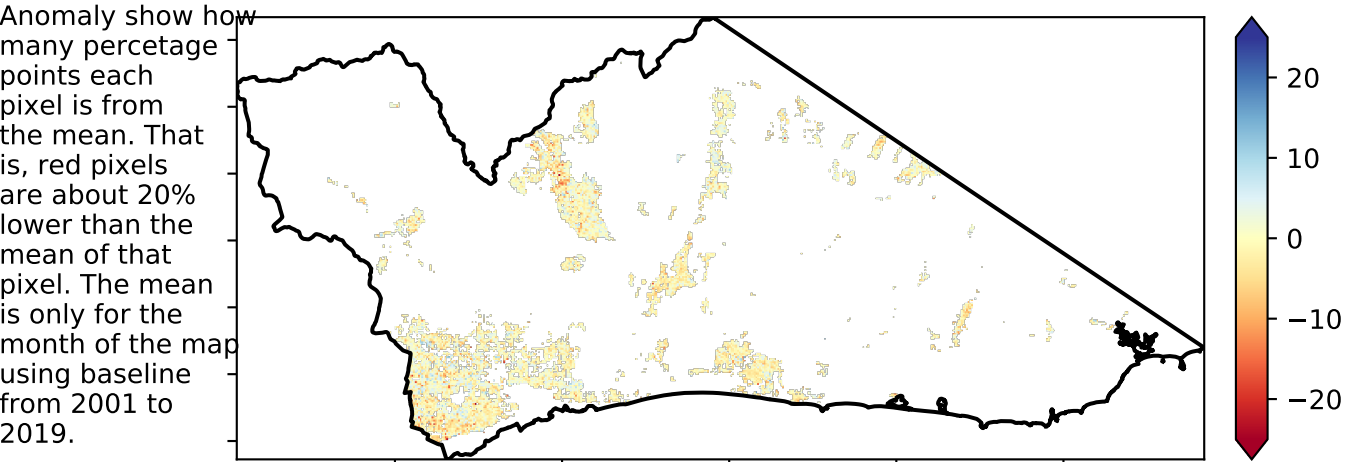 Anomaly show how
many percetage
points each
pixel is from
the mean. That
is, red pixels
are about 20%
lower than the
mean of that
pixel. The mean
is only for the
month of the map
using baseline
from 2001 to
2019.
20
10
0
−10
−20